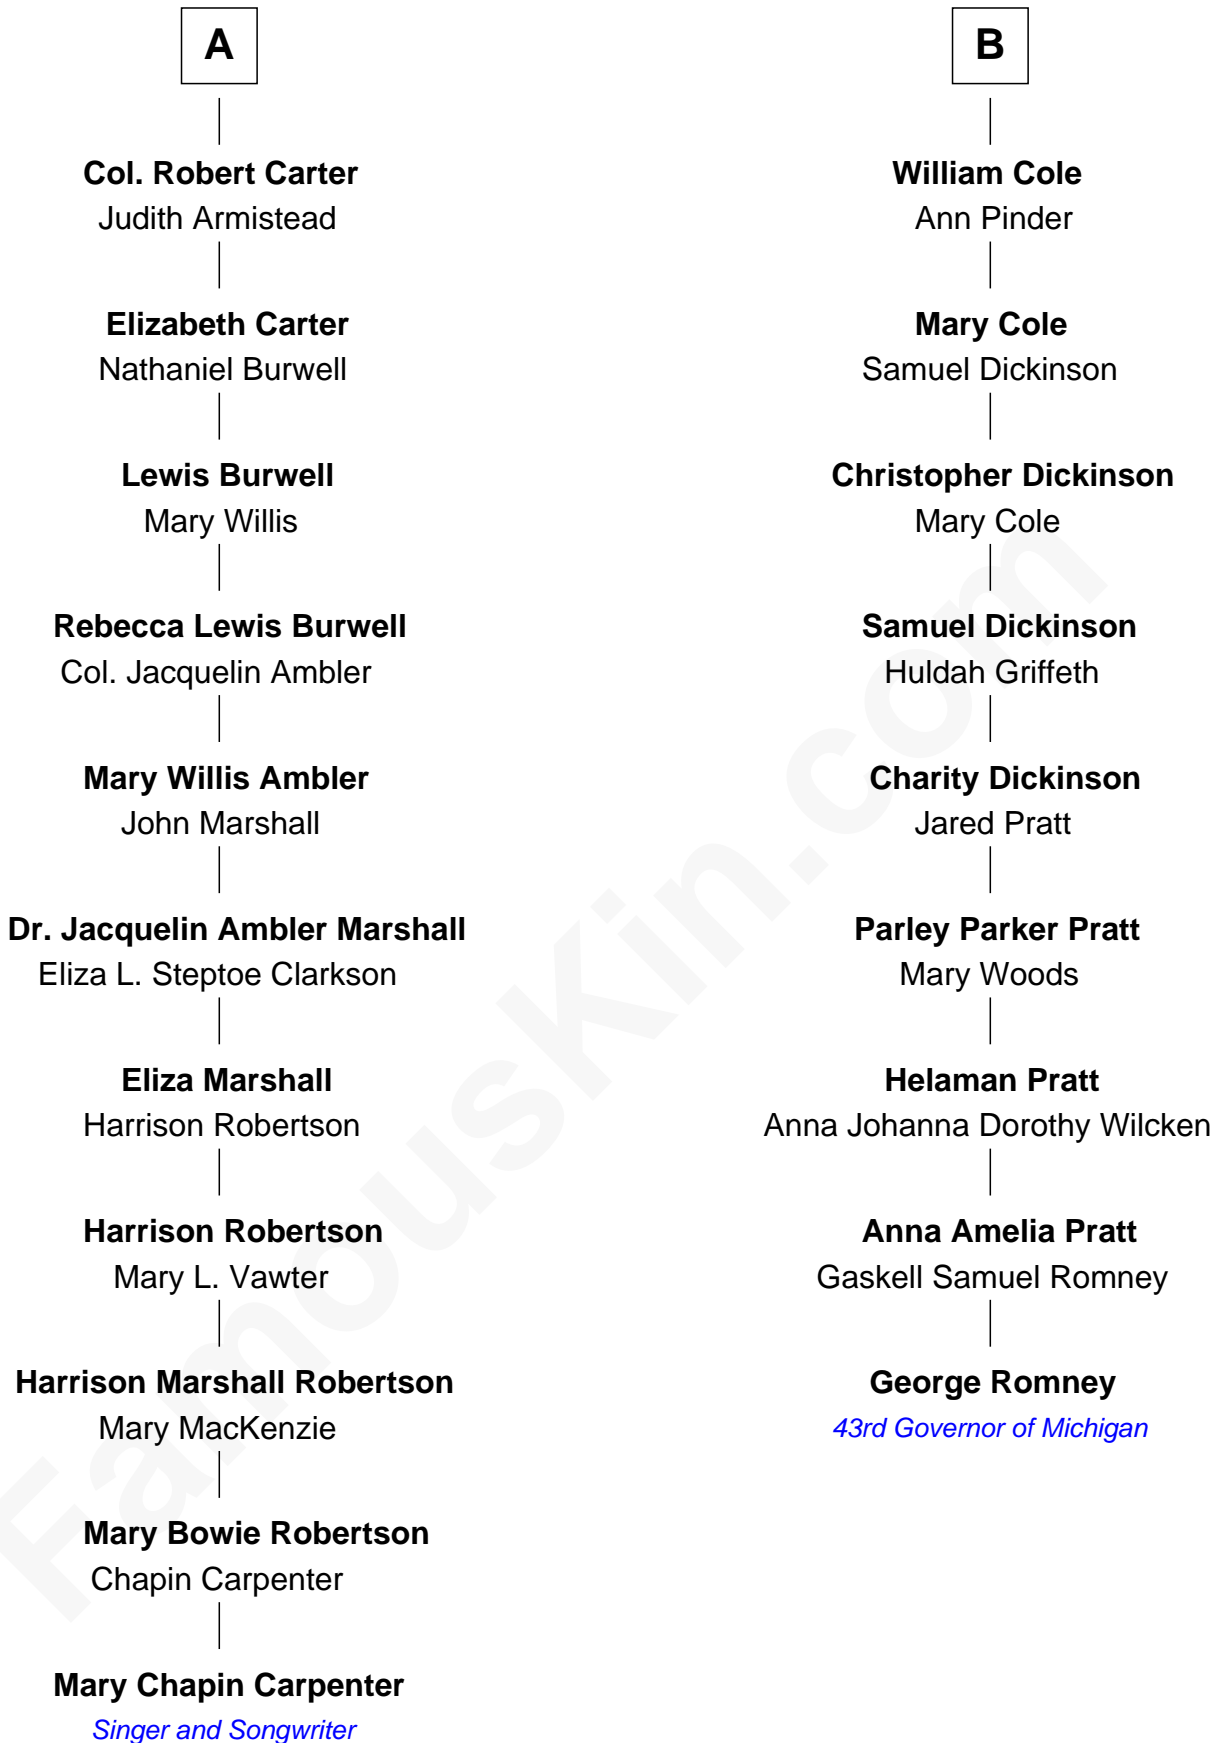 A
Col. Robert Carter
Judith Armistead
Elizabeth Carter
Nathaniel Burwell
Lewis Burwell
Mary Willis
Rebecca Lewis Burwell
Col. Jacquelin Ambler
Mary Willis Ambler
John Marshall
Dr. Jacquelin Ambler Marshall
Eliza L. Steptoe Clarkson
Eliza Marshall
Harrison Robertson
Harrison Robertson
Mary L. Vawter
Harrison Marshall Robertson
Mary MacKenzie
Mary Bowie Robertson
Chapin Carpenter
Mary Chapin Carpenter
Singer and Songwriter
B
William Cole
Ann Pinder
Mary Cole
Samuel Dickinson
Christopher Dickinson
Mary Cole
Samuel Dickinson
Huldah Griffeth
Charity Dickinson
Jared Pratt
Parley Parker Pratt
Mary Woods
Helaman Pratt
Anna Johanna Dorothy Wilcken
Anna Amelia Pratt
Gaskell Samuel Romney
George Romney
43rd Governor of Michigan
FamousKin.com